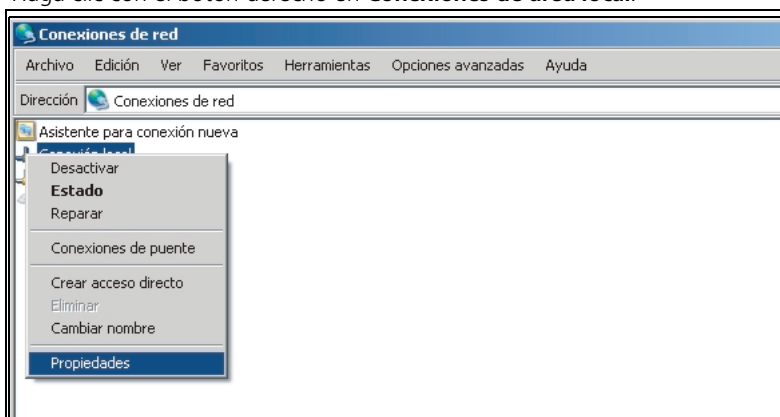 Haga clic con el botón derecho en Conexiones de área local.
Conexiones de red
Archivo Edición Ver Favoritos Herramientas Opciones avanzadas Ayuda
Dirección Conexiones de red
Asistente para conexión nueva
Conexión local
Desactivar
Estado
Reparar
Conexiones de puente
Crear acceso directo
Eliminar
Cambiar nombre
Propiedades